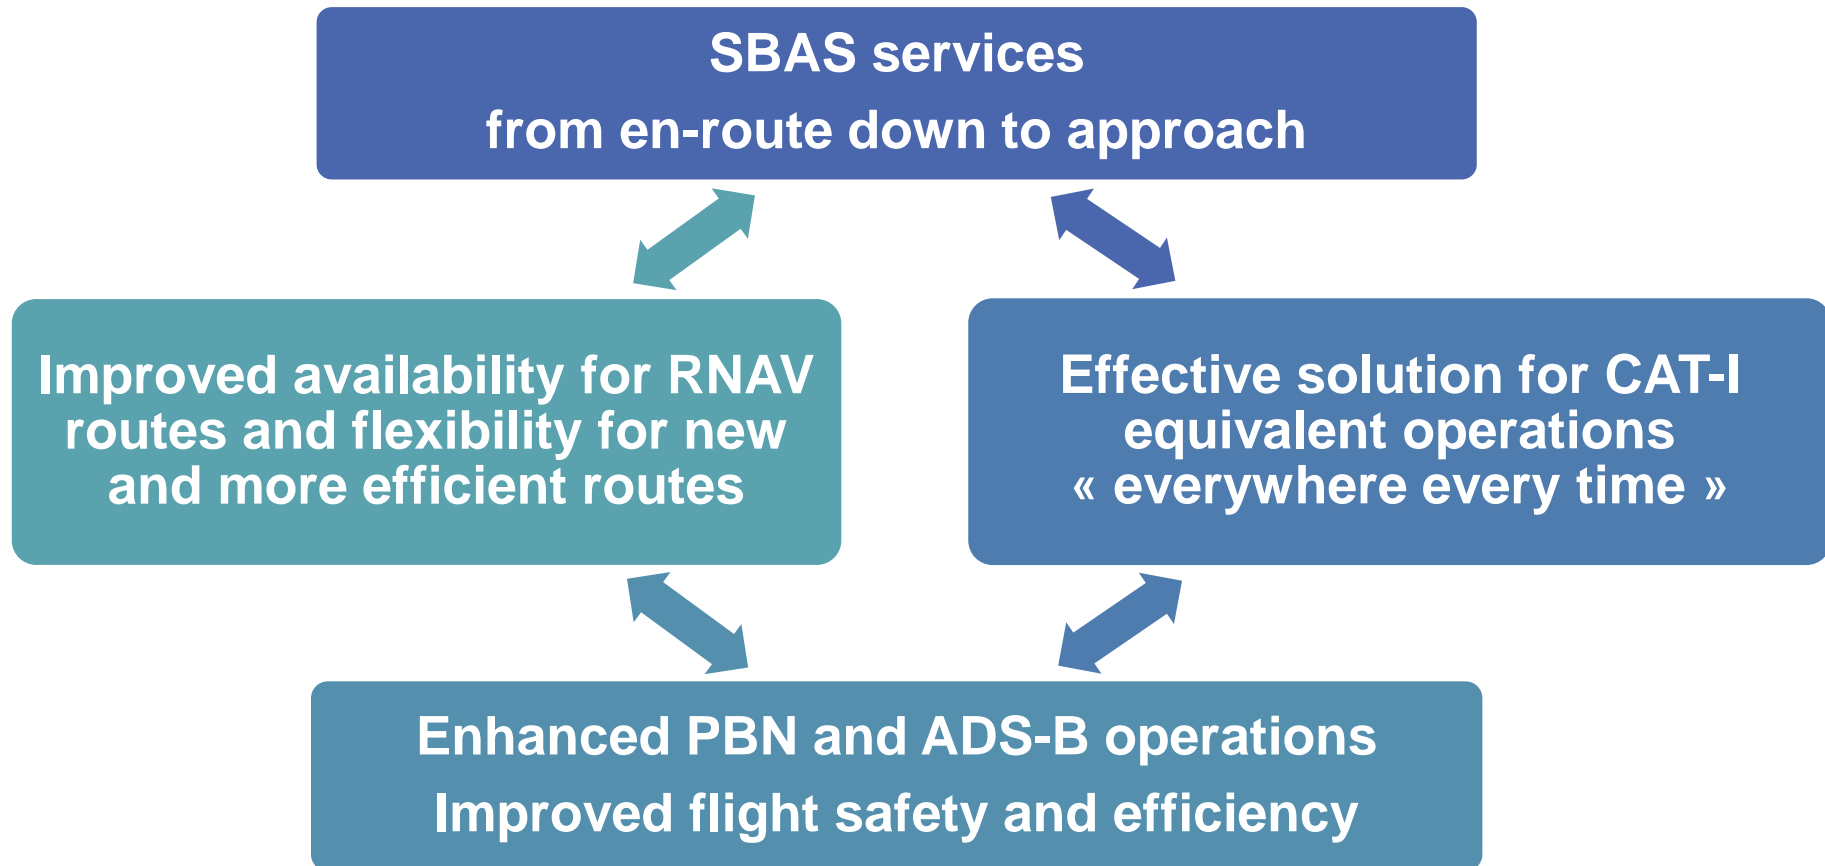 SBAS services
from en-route down to approach
Improved availability for RNAV
routes and flexibility for new
and more efficient routes
Effective solution for CAT-I
equivalent operations
« everywhere every time »
Enhanced PBN and ADS-B operations
Improved flight safety and efficiency